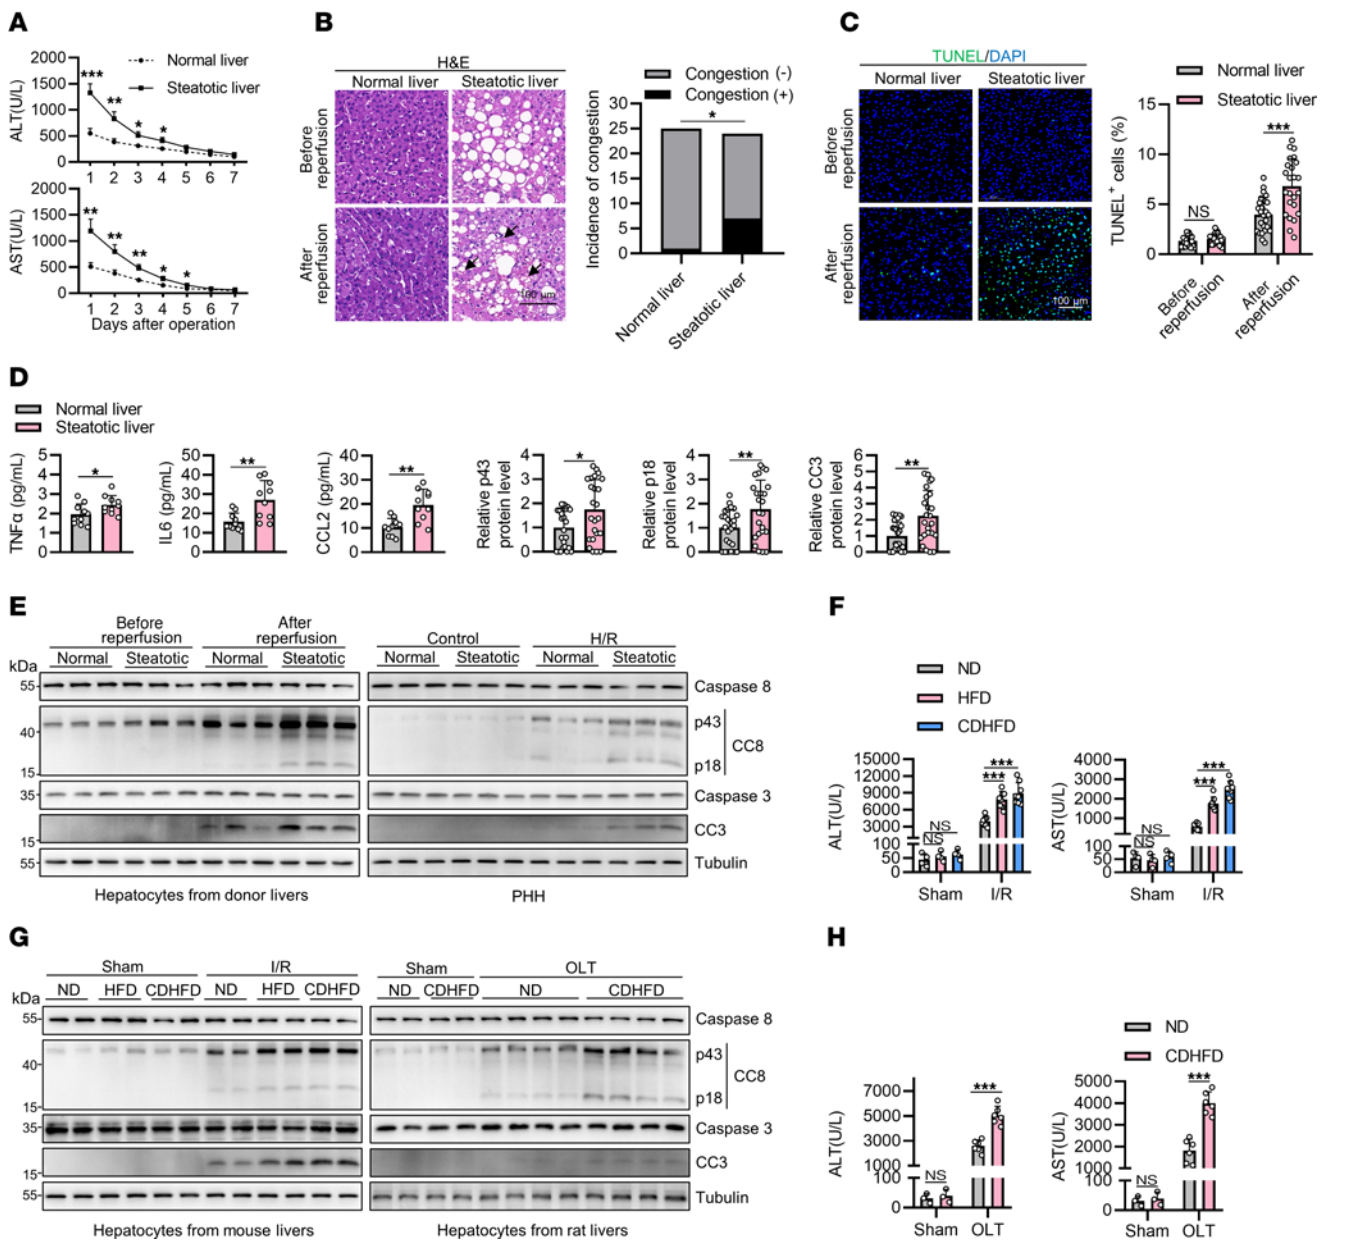 A
ALT(U/L)
2000
1500
1000
500
0
***
**
*
*
Normal liver
Steatotic liver
1 2 3 4 5 6 7
AST(U/L)
2000
1500
1000
500
0
**
**
**
*
*
1 2 3 4 5 6 7
Days after operation
B
H&E
Normal liver Steatotic liver
Before reperfusion
After reperfusion
100 μm
Congestion (-)
Congestion (+)
Incidence of congestion
30
25
20
15
10
5
0
*
Normal liver
Steatotic liver
C
TUNEL/DAPI
Normal liver Steatotic liver
Before reperfusion
After reperfusion
100 μm
Normal liver
Steatotic liver
TUNEL+ cells (%)
15
10
5
0
NS
***
Before reperfusion
After reperfusion
D
Normal liver
Steatotic liver
TNFα (pg/mL)
5
4
3
2
1
0
*
IL6 (pg/mL)
50
40
30
20
10
0
**
CCL2 (pg/mL)
40
30
20
10
0
**
Relative p43 protein level
4
3
2
1
0
*
Relative p18 protein level
4
3
2
1
0
**
Relative CC3 protein level
6
5
4
3
2
1
0
**
E
Before reperfusion
After reperfusion
Normal Steatotic Normal Steatotic
Control H/R
Normal Steatotic Normal Steatotic
kDa
55
40
15
35
15
55
Caspase 8
p43
CC8
p18
Caspase 3
CC3
Tubulin
Hepatocytes from donor livers
PHH
F
ND
HFD
CDHFD
ALT(U/L)
15000
12000
9000
6000
3000
100
50
0
NS
NS
***
***
Sham I/R
AST(U/L)
4000
3000
2000
1000
100
50
0
NS
NS
***
***
Sham I/R
G
Sham I/R
ND HFD CDHFD ND HFD CDHFD
Sham OLT
ND CDHFD ND CDHFD
kDa
55
40
15
35
15
55
Caspase 8
p43
CC8
p18
Caspase 3
CC3
Tubulin
Hepatocytes from mouse livers
Hepatocytes from rat livers
H
ND
CDHFD
ALT(U/L)
7000
5000
3000
1000
100
0
NS
***
Sham OLT
AST(U/L)
5000
4000
3000
2000
1000
100
0
NS
***
Sham OLT